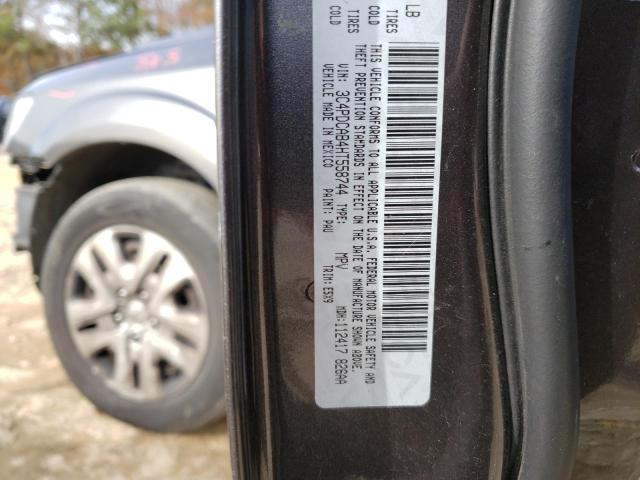 LB
TIRES
COLD
TIRES
COLD
THIS VEHICLE CONFORMS TO ALL APPLICABLE U.S.A. FEDERAL MOTOR VEHICLE SAFETY AND
THEFT PREVENTION STANDARDS IN EFFECT ON THE DATE OF MANUFACTURE SHOWN ABOVE.
VIN: 3C4PDCAB4HT558744 TYPE: MPV MDH:112417 826AA
VEHICLE MADE IN MEXICO PAINT: PAU TRIM: E5X9